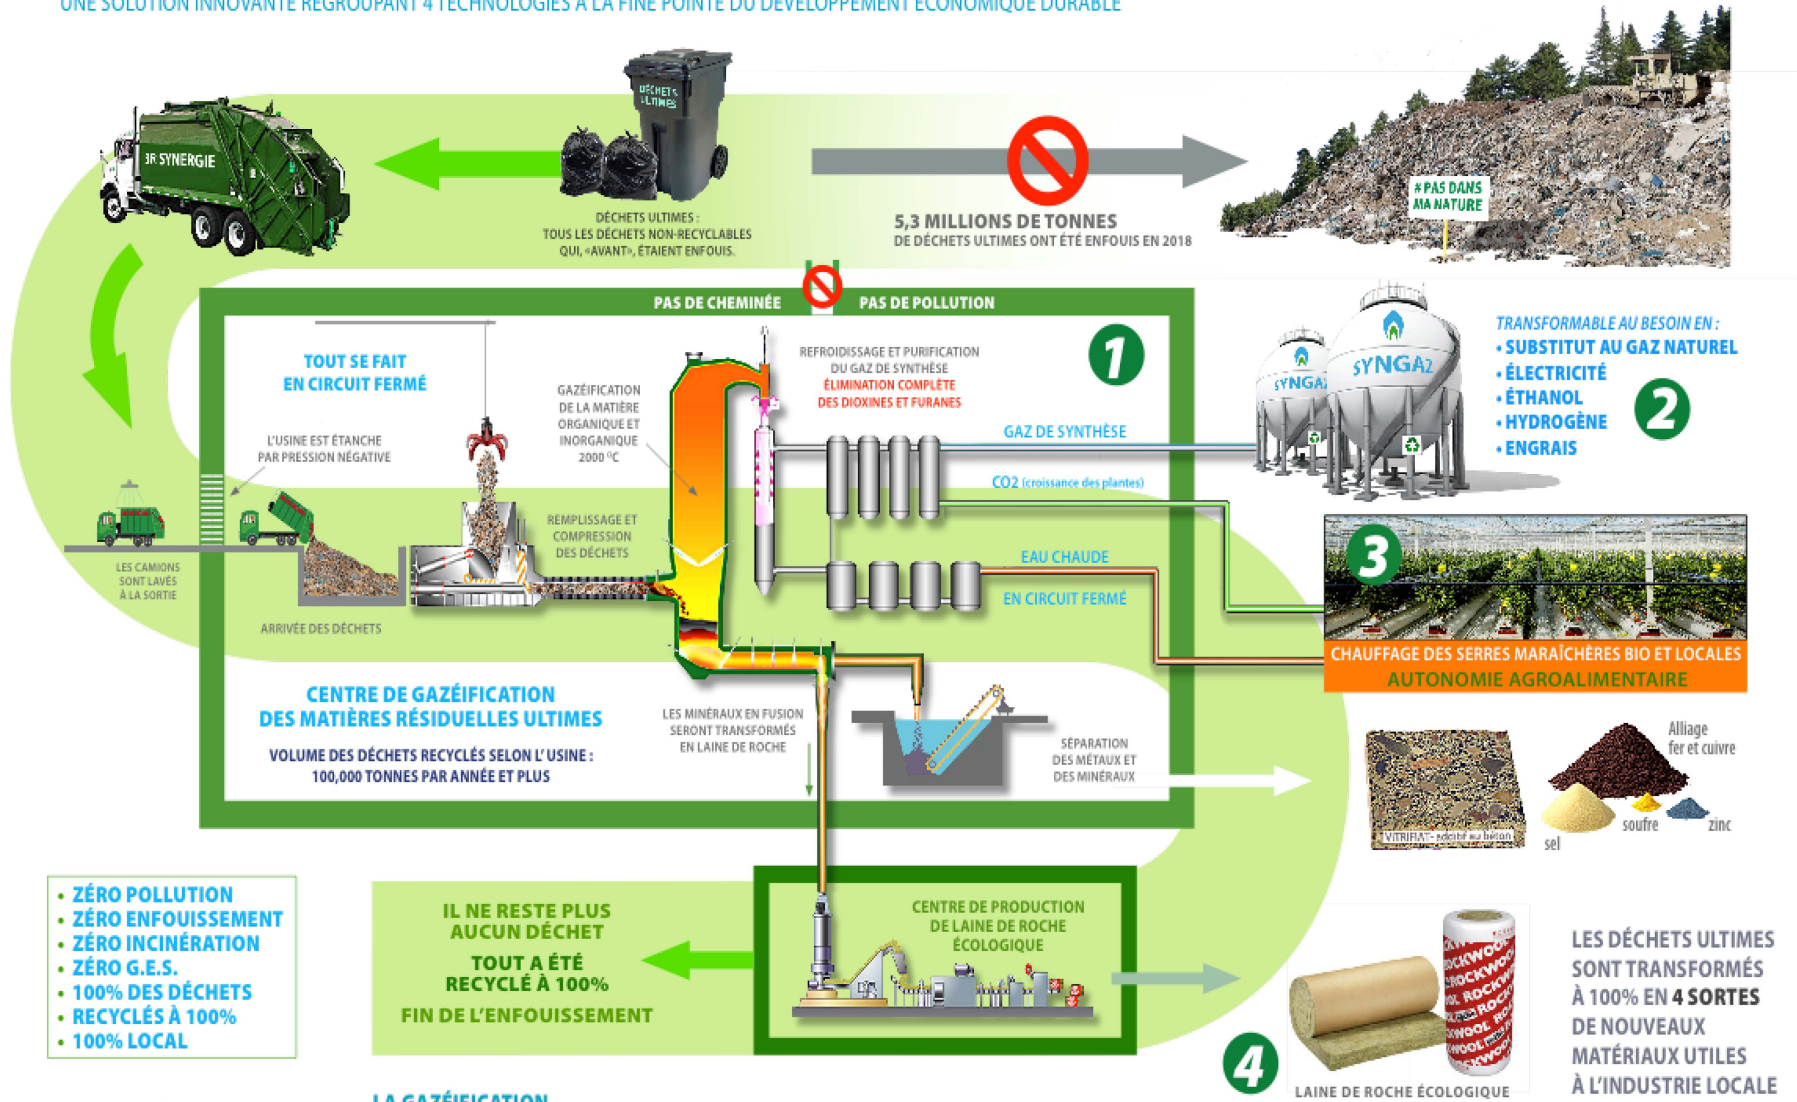 UNE SOLUTION INNOVANTE REGROUPANT 4 TECHNOLOGIES À LA FINE POINTE DU DÉVELOPPEMENT ÉCONOMIQUE DURABLE
3R SYNERGIE
DÉCHETS
ULTIMES
DÉCHETS ULTIMES :
TOUS LES DÉCHETS NON-RECYCLABLES
QUI, «AVANT», ÉTAIENT ENFOUIS.
5,3 MILLIONS DE TONNES
DE DÉCHETS ULTIMES ONT ÉTÉ ENFOUIS EN 2018
# PAS DANS
MA NATURE
PAS DE CHEMINÉE
PAS DE POLLUTION
TOUT SE FAIT
EN CIRCUIT FERMÉ
L'USINE EST ÉTANCHE
PAR PRESSION NÉGATIVE
GAZÉIFICATION
DE LA MATIÈRE
ORGANIQUE ET
INORGANIQUE
2000 °C
REFROIDISSAGE ET PURIFICATION
DU GAZ DE SYNTHÈSE
ÉLIMINATION COMPLÈTE
DES DIOXINES ET FURANES
1
GAZ DE SYNTHÈSE
CO2 (croissance des plantes)
EAU CHAUDE
EN CIRCUIT FERMÉ
SYNGAZ
SYNGAZ
TRANSFORMABLE AU BESOIN EN :
• SUBSTITUT AU GAZ NATUREL
• ÉLECTRICITÉ
• ÉTHANOL
• HYDROGÈNE
• ENGRAIS
2
LES CAMIONS
SONT LAVÉS
À LA SORTIE
ARRIVÉE DES DÉCHETS
REMPLISSAGE ET
COMPRESSION
DES DÉCHETS
3
CHAUFFAGE DES SERRES MARAÎCHÈRES BIO ET LOCALES
AUTONOMIE AGROALIMENTAIRE
CENTRE DE GAZÉIFICATION
DES MATIÈRES RÉSIDUELLES ULTIMES
VOLUME DES DÉCHETS RECYCLÉS SELON L' USINE :
100,000 TONNES PAR ANNÉE ET PLUS
LES MINÉRAUX EN FUSION
SERONT TRANSFORMÉS
EN LAINE DE ROCHE
SÉPARATION
DES MÉTAUX ET
DES MINÉRAUX
VITRIFIAT- additif au béton
Alliage
fer et cuivre
sel
soufre
zinc
• ZÉRO POLLUTION
• ZÉRO ENFOUISSEMENT
• ZÉRO INCINÉRATION
• ZÉRO G.E.S.
• 100% DES DÉCHETS
• RECYCLÉS À 100%
• 100% LOCAL
IL NE RESTE PLUS
AUCUN DÉCHET
TOUT A ÉTÉ
RECYCLÉ À 100%
FIN DE L'ENFOUISSEMENT
CENTRE DE PRODUCTION
DE LAINE DE ROCHE
ÉCOLOGIQUE
4
ROCKWOOL
LAINE DE ROCHE ÉCOLOGIQUE
LES DÉCHETS ULTIMES
SONT TRANSFORMÉS
À 100% EN 4 SORTES
DE NOUVEAUX
MATÉRIAUX UTILES
À L'INDUSTRIE LOCALE
LA GAZÉIFICATION